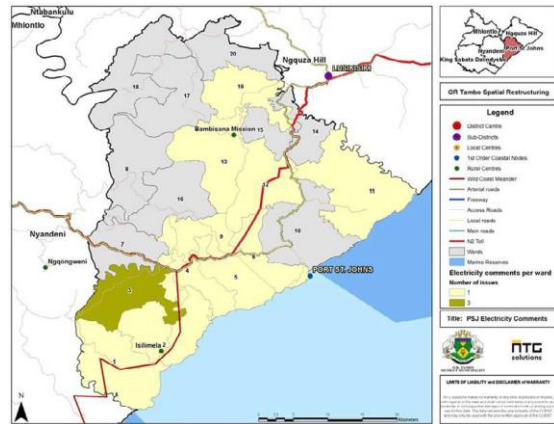 Ntabankulu
Mhlontlo
Ngquza Hill
LUSIKISIKI
20
18
17
19
Bambisana Mission
15
14
13
8
16
12
11
Nyandeni
7
9
10
Ngqongweni
4
6
3
5
PORT ST. JOHNS
Isilimela
2
1
N
Kilometers
Mhlontlo
Ngquza Hill
Nyandeni
Port St Johns
King Sabata Dalindyebo
OR Tambo Spatial Restructuring
Legend
District Centre
Sub-Districts
Local Centres
1st Order Coastal Nodes
Rural Centres
Wild Coast Meander
Arterial roads
Freeway
Access Roads
Local roads
Main roads
N2 Toll
Wards
Marine Reserves
Electricity comments per ward
Number of issues
1
3
Title: PSJ Electricity Comments
NTC
solutions
LIMITS OF LIABILITY and DISCLAIMER of WARRANTY